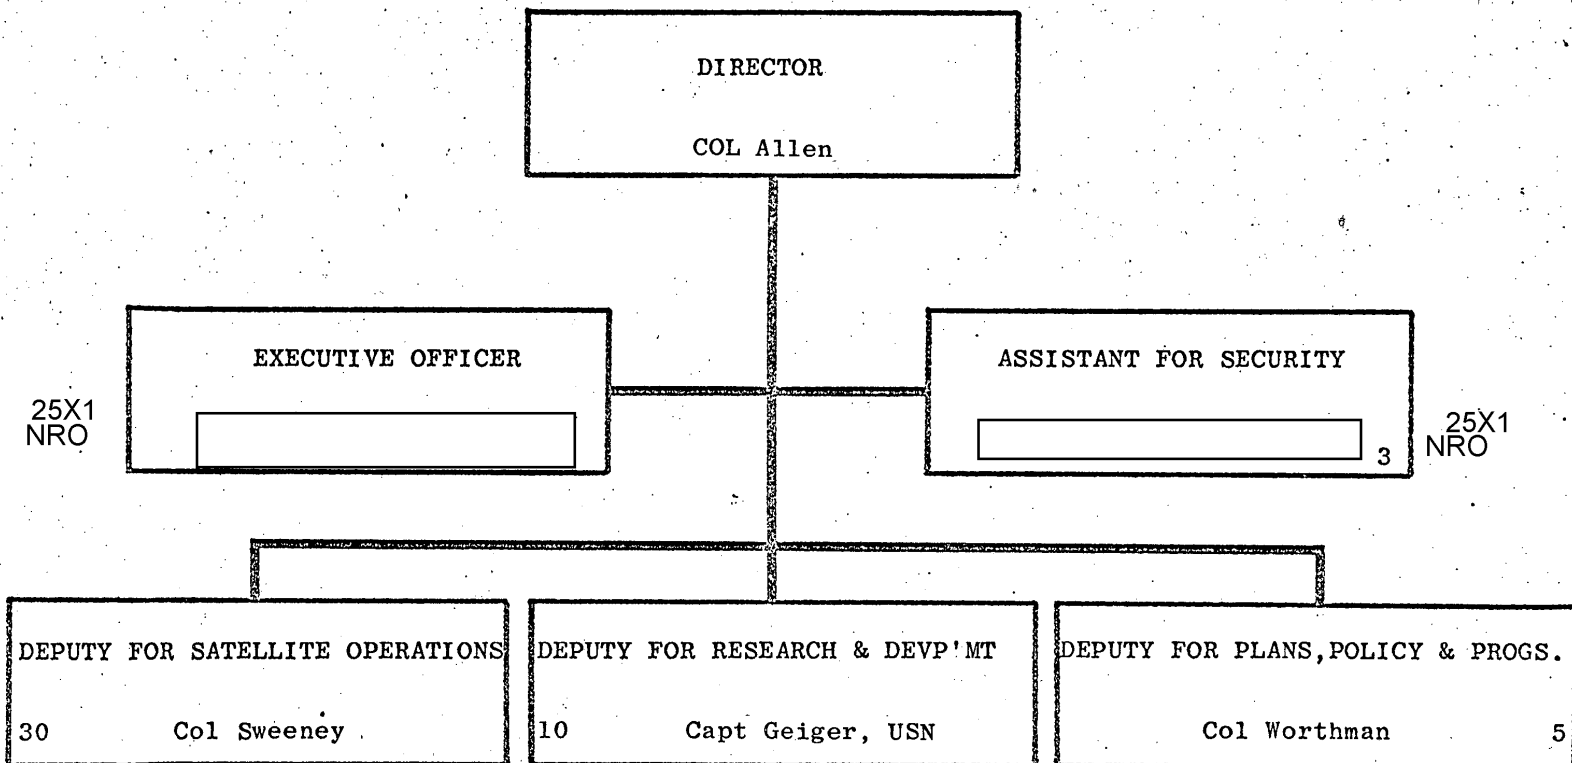 DIRECTOR
COL Allen
EXECUTIVE OFFICER
25X1
NRO
ASSISTANT FOR SECURITY
3
25X1
NRO
DEPUTY FOR SATELLITE OPERATIONS
30 Col Sweeney
DEPUTY FOR RESEARCH & DEVP'MT
10 Capt Geiger, USN
DEPUTY FOR PLANS,POLICY & PROGS.
Col Worthman 5